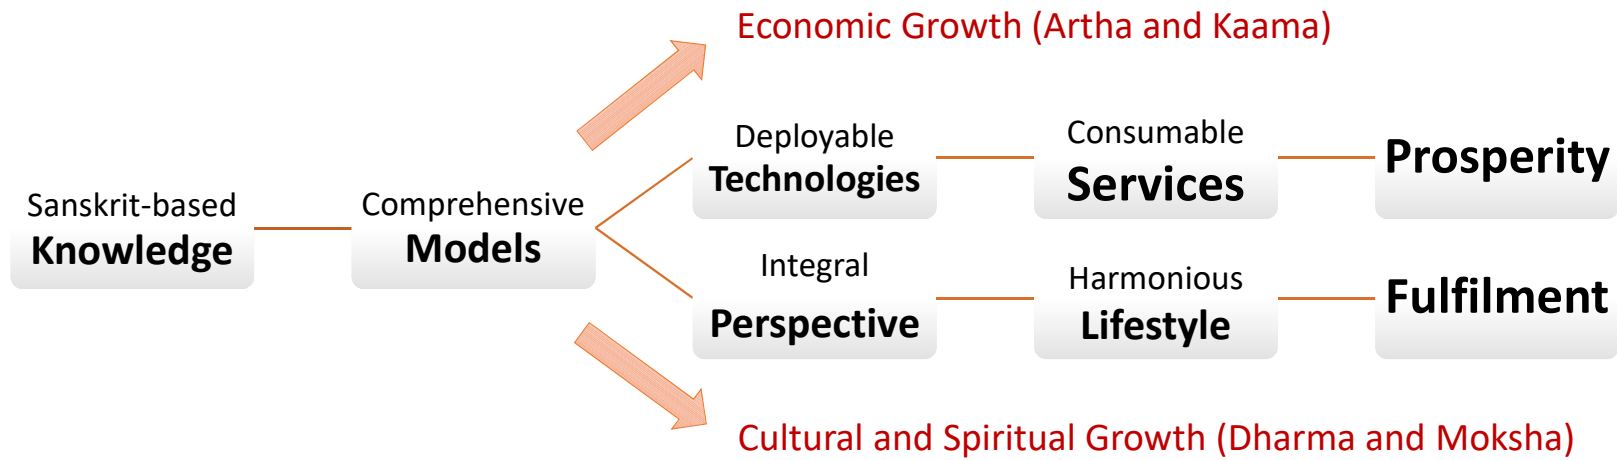 Economic Growth (Artha and Kaama)
Sanskrit-based
Knowledge
Comprehensive
Models
Deployable
Technologies
Consumable
Services
Prosperity
Integral
Perspective
Harmonious
Lifestyle
Fulfilment
Cultural and Spiritual Growth (Dharma and Moksha)